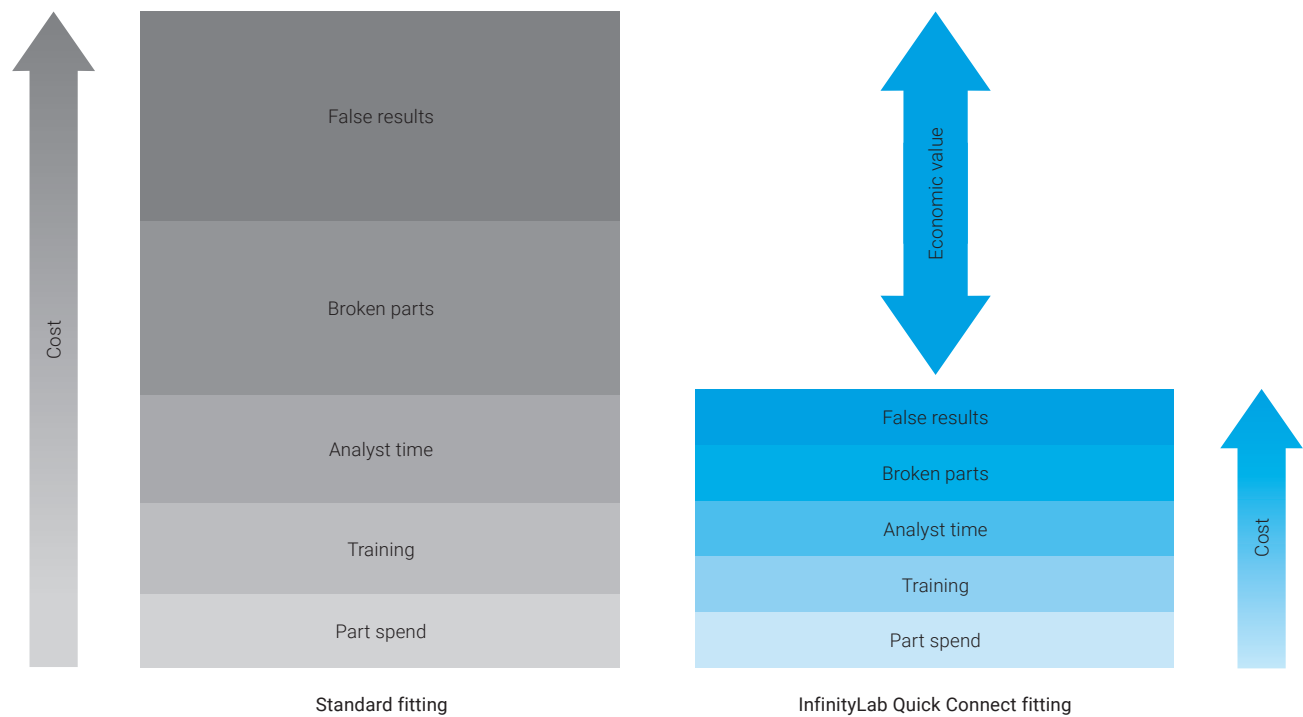 Cost
False results
Broken parts
Analyst time
Training
Part spend
Standard fitting
Economic value
False results
Broken parts
Analyst time
Training
Part spend
Cost
InfinityLab Quick Connect fitting